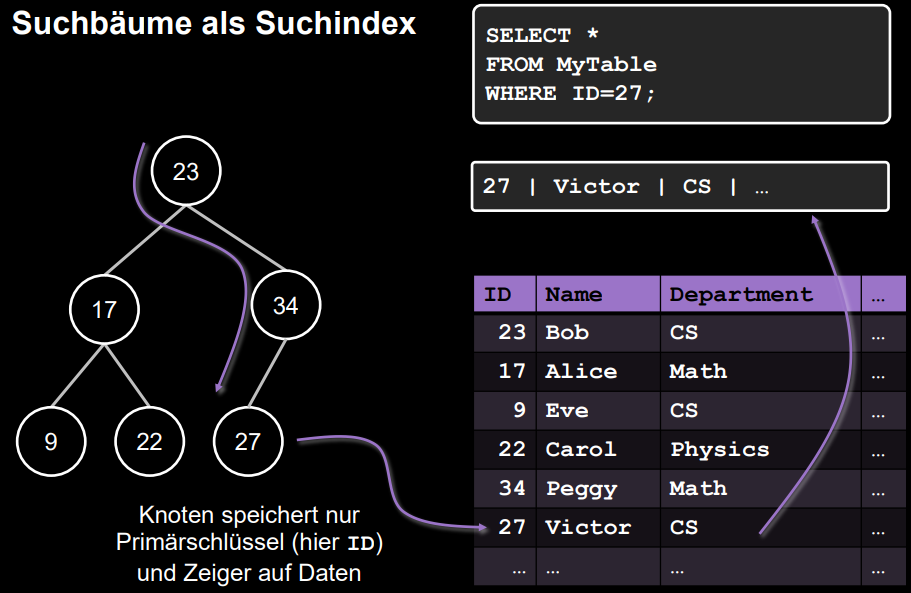 Suchbäume als Suchindex
SELECT *
FROM MyTable
WHERE ID=27;
27 | Victor | CS | …
23
17
34
9
22
27
Knoten speichert nur
Primärschlüssel (hier ID)
und Zeiger auf Daten
ID Name Department …
23 Bob CS …
17 Alice Math …
9 Eve CS …
22 Carol Physics …
34 Peggy Math …
27 Victor CS …
… … … …